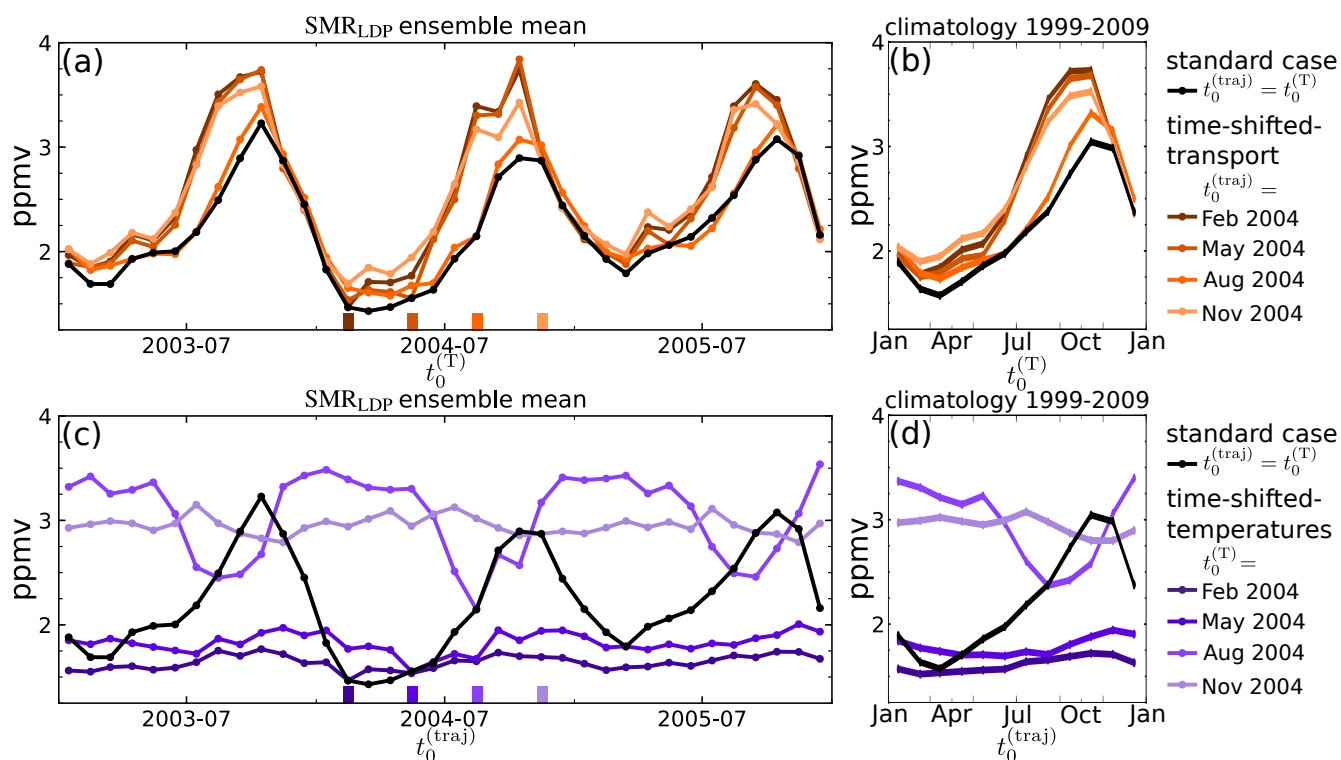 SMR_LDP ensemble mean
climatology 1999-2009
(a)
(b)
4
3
2
ppmv
2003-07
2004-07
2005-07
t_0^(T)
4
3
2
Jan
Apr
Jul
Oct
Jan
t_0^(T)
standard case
t_0^(traj) = t_0^(T)
time-shifted-
transport
t_0^(traj) =
Feb 2004
May 2004
Aug 2004
Nov 2004
SMR_LDP ensemble mean
climatology 1999-2009
(c)
(d)
4
3
2
ppmv
2003-07
2004-07
2005-07
t_0^(traj)
4
3
2
Jan
Apr
Jul
Oct
Jan
t_0^(traj)
standard case
t_0^(traj) = t_0^(T)
time-shifted-
temperatures
t_0^(T) =
Feb 2004
May 2004
Aug 2004
Nov 2004